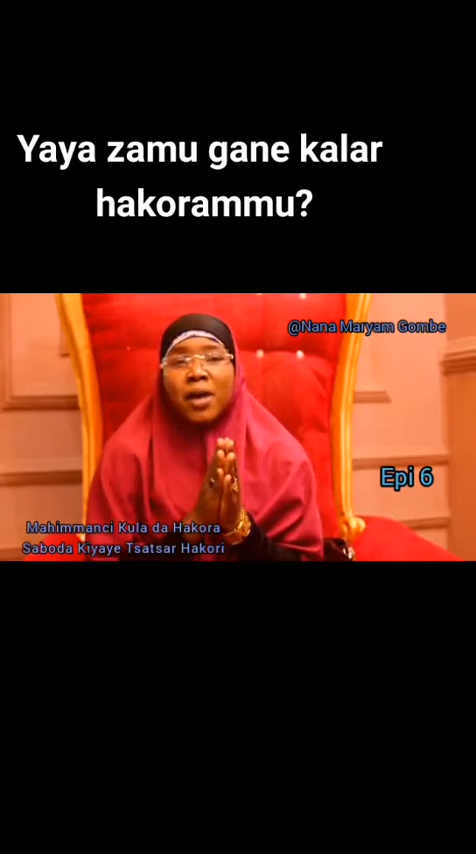 Yaya zamu gane kalar
hakorammu?
@Nana Maryam Gombe
Epi 6
Mahimmanci Kula da Hakora
Saboda Kiyaye Tsatsar Hakori